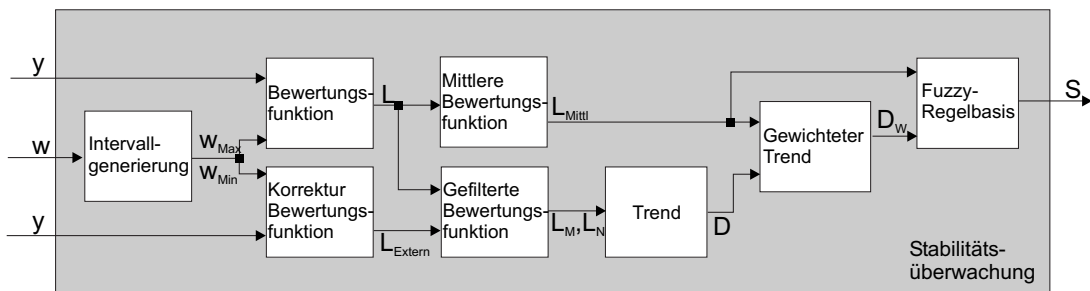 y
w
y
Intervall-
generierung
w_Max
w_Min
Bewertungs-
funktion
Korrektur
Bewertungs-
funktion
L
L_Extern
Mittlere
Bewertungs-
funktion
Gefilterte
Bewertungs-
funktion
L_Mittl
L_M, L_N
Trend
D
Gewichteter
Trend
D_W
Fuzzy-
Regelbasis
S
Stabilitäts-
überwachung